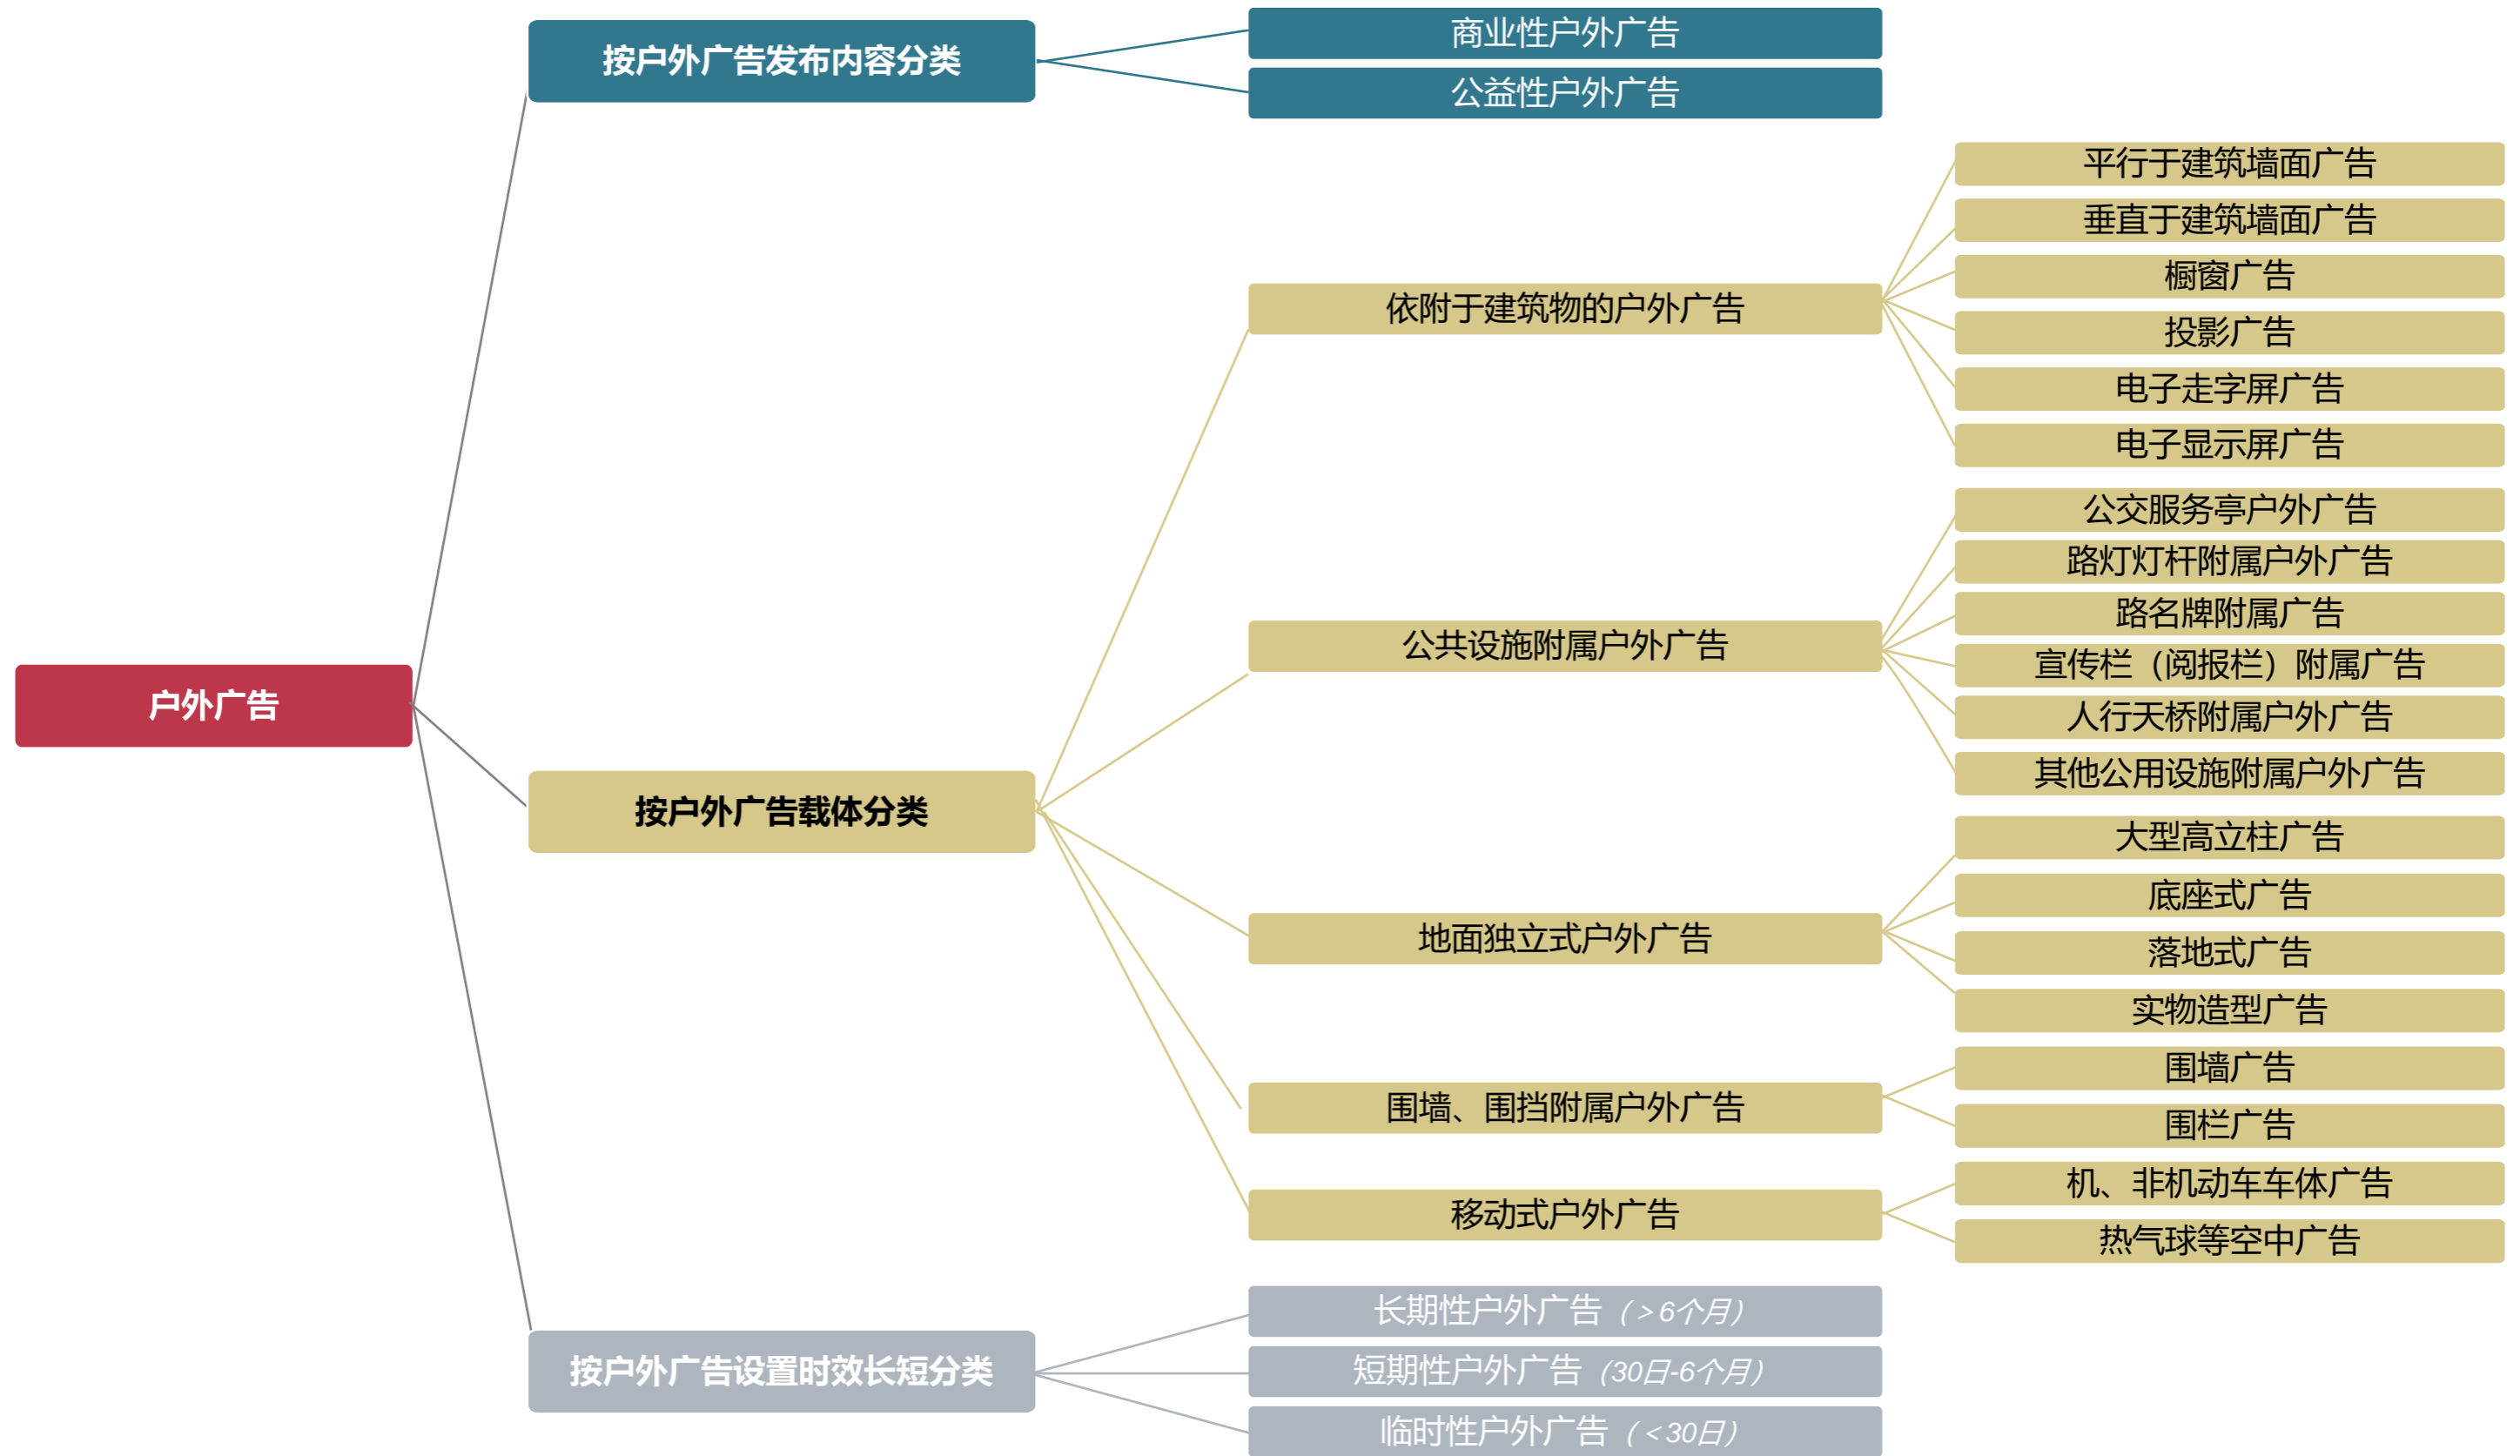 户外广告
按户外广告发布内容分类
商业性户外广告
公益性户外广告
按户外广告载体分类
依附于建筑物的户外广告
平行于建筑墙面广告
垂直于建筑墙面广告
橱窗广告
投影广告
电子走字屏广告
电子显示屏广告
公共设施附属户外广告
公交服务亭户外广告
路灯灯杆附属户外广告
路名牌附属广告
宣传栏（阅报栏）附属广告
人行天桥附属户外广告
其他公用设施附属户外广告
地面独立式户外广告
大型高立柱广告
底座式广告
落地式广告
实物造型广告
围墙、围挡附属户外广告
围墙广告
围栏广告
移动式户外广告
机、非机动车车体广告
热气球等空中广告
按户外广告设置时效长短分类
长期性户外广告（＞6个月）
短期性户外广告（30日-6个月）
临时性户外广告（＜30日）